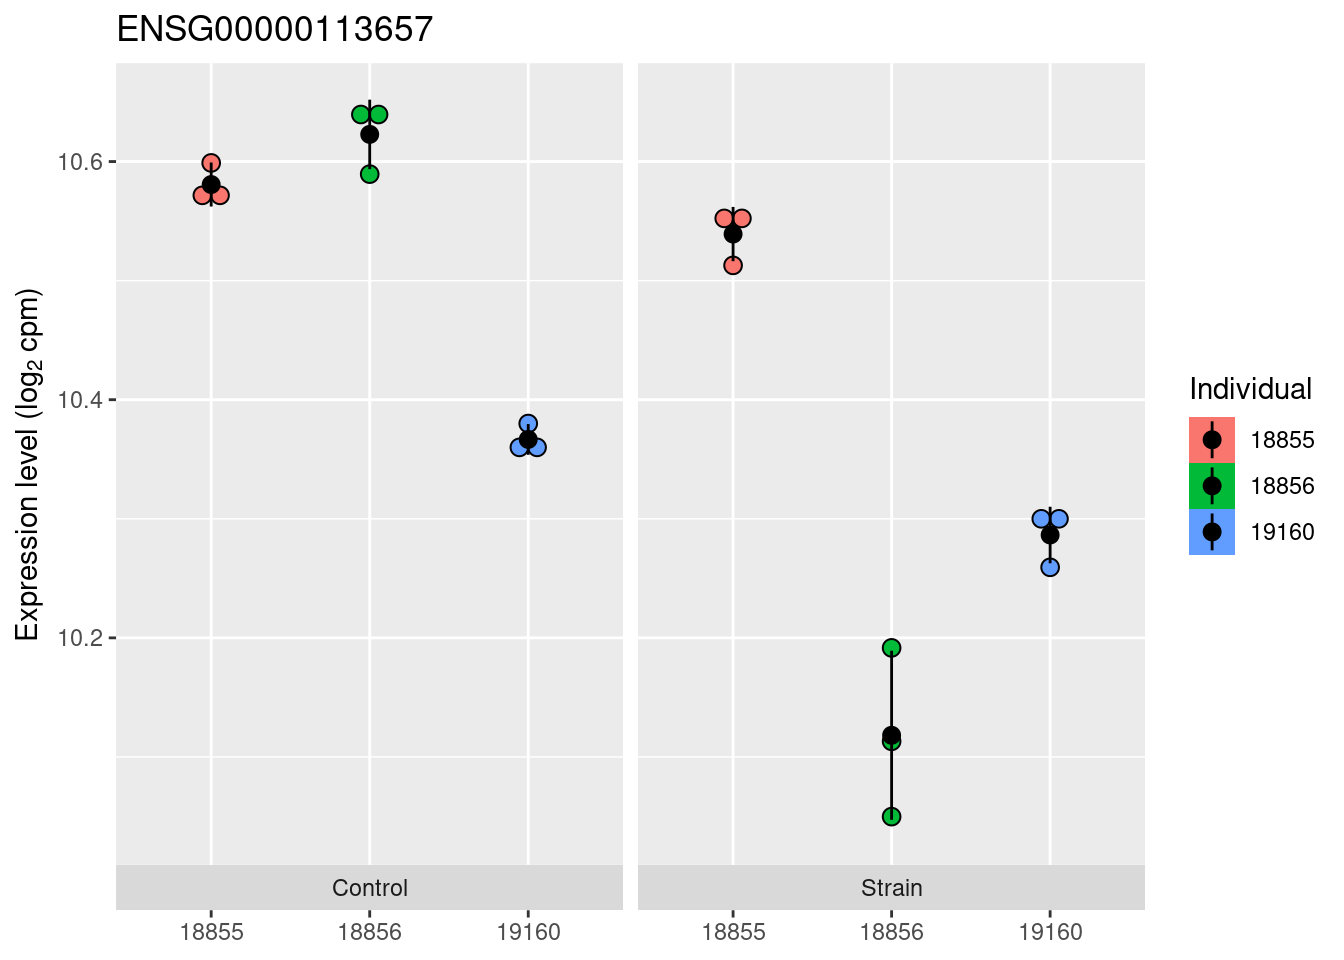 ENSG00000113657
Expression level (log₂ cpm)
10.6
10.4
10.2
Control
Strain
18855
18856
19160
18855
18856
19160
Individual
18855
18856
19160